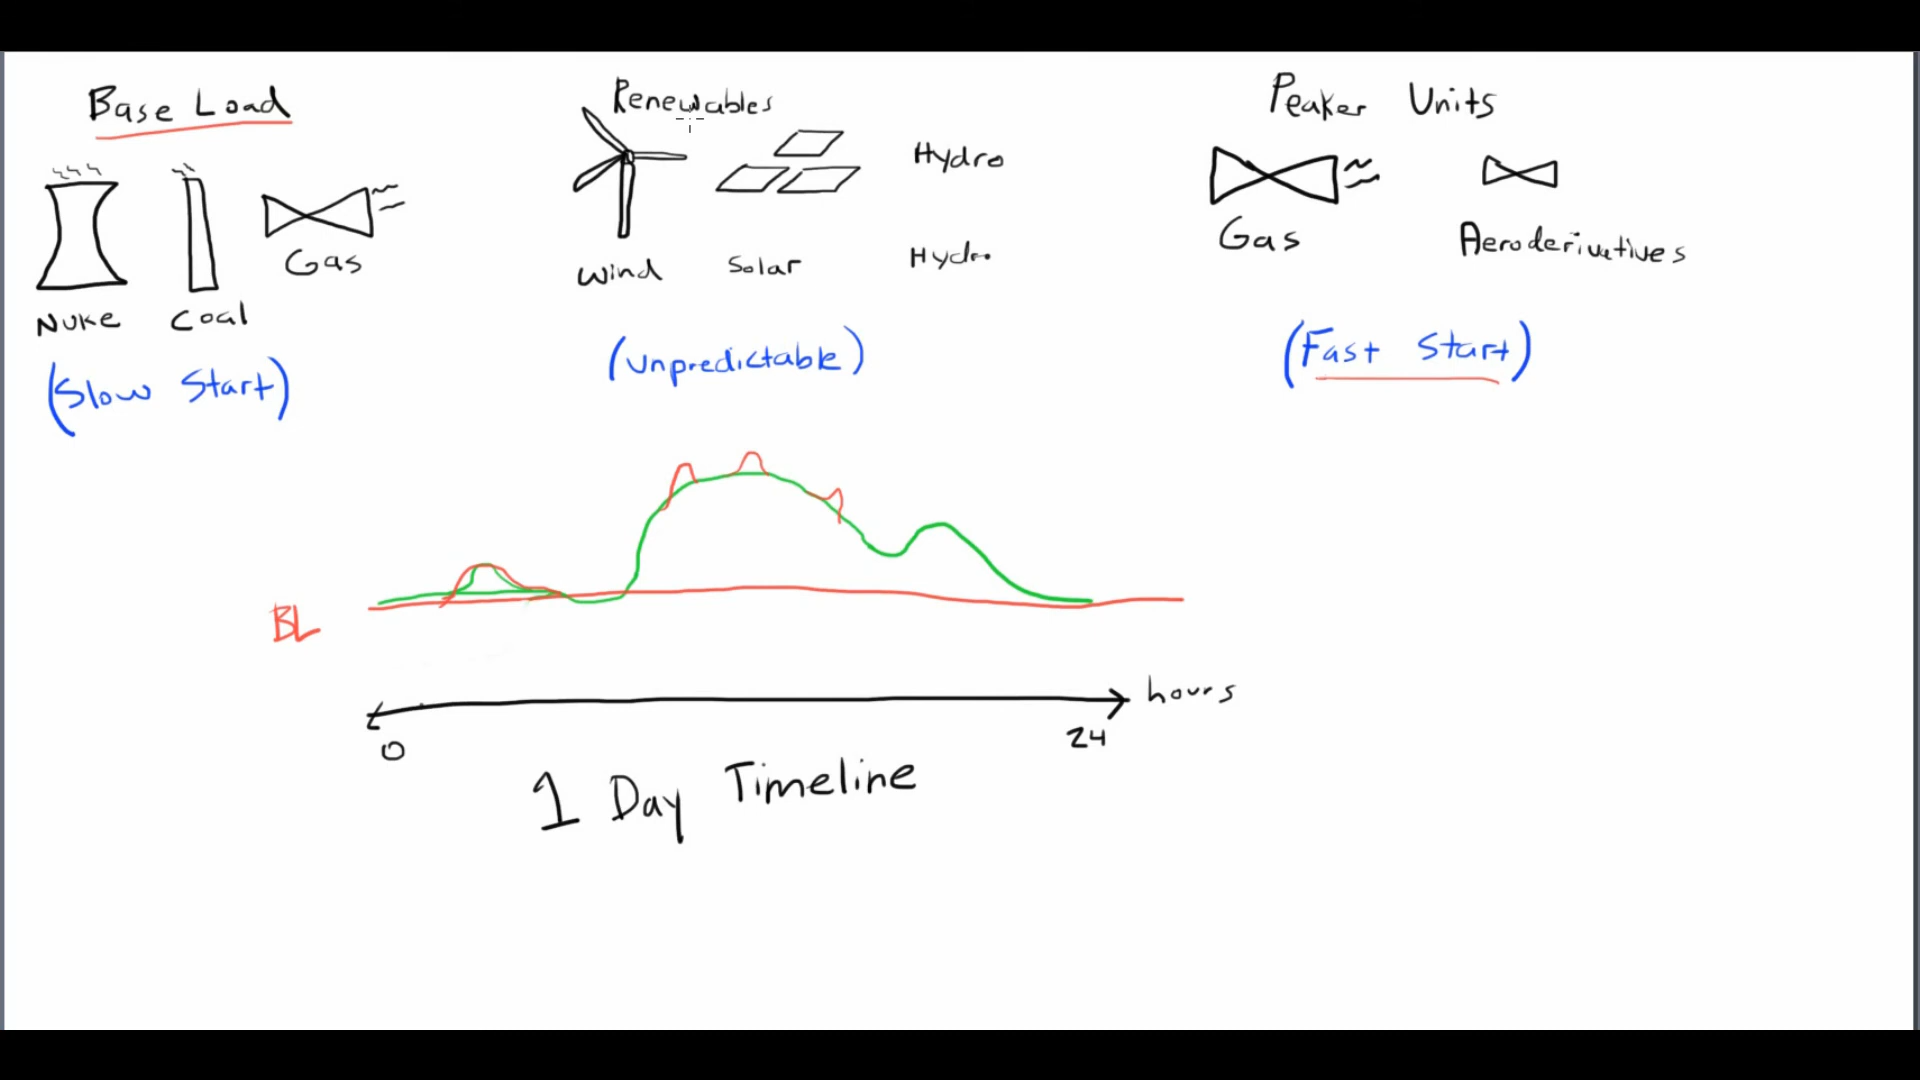 Base Load
Renewables
Peaker Units
Hydro
Gas
Nuke
Coal
Wind
Solar
Hydro
Gas
Aeroderivatives
(Slow Start)
(unpredictable)
(Fast Start)
BL
hours
0
24
1 Day Timeline